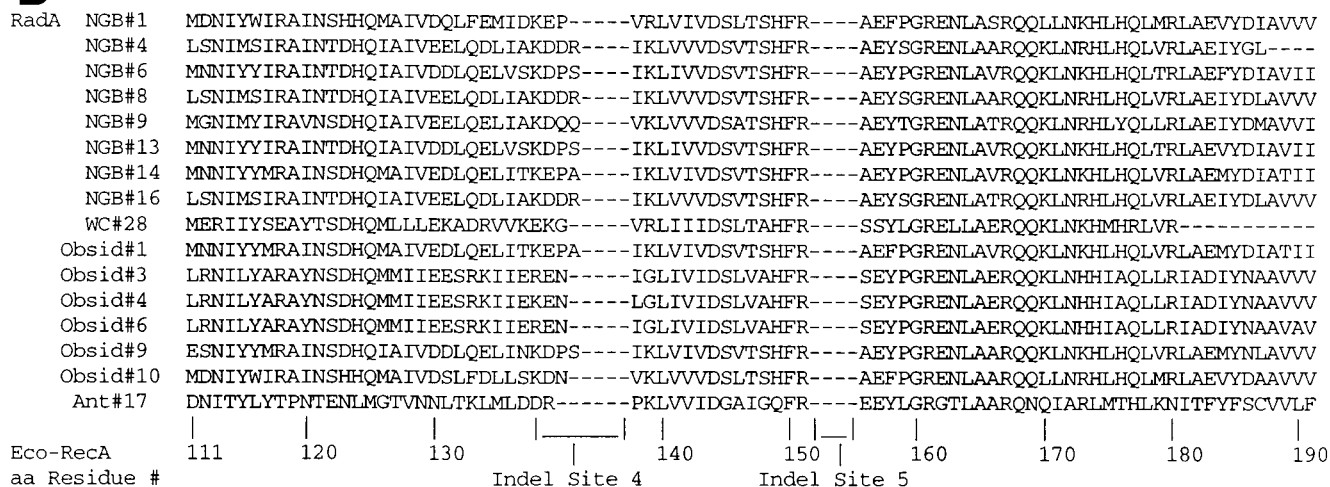 RadA NGB#1 MDNIYWIRAINSHHQMAIVDQLFEMIDKEP-----VRLVIVDSVTSHFR----AEFPGRENLASRQQLLNKHLHQLMRLAEVYDIAVVV
NGB#4 LSNIMSIRAINTDHQIAIVEELQDLIAKDDR-----IKLVVVDSVTSHFR----AEYSGRENLAARQQKLNRHLHQLVRLAEIYGL----
NGB#6 MNNIYYIRAINTDHQIAIVDDLQELVSKDPS-----IKLIVVDSVTSHFR----AEYPGRENLAVRQQKLNKHLHQLTRLAEFYDIAVII
NGB#8 LSNIMSIRAINTDHQIAIVEELQDLIAKDDR-----IKLVVVDSVTSHFR----AEYSGRENLAARQQKLNRHLHQLVRLAEIYDLAVVV
NGB#9 MGNIMYIRAVNSDHQIAIVEELQELIAKDQQ-----VKLVVVDSATSHFR----AEYTGRENLATRQQKLNRHLYQLLRLAEIYDMAVVI
NGB#13 MNNIYYIRAINTDHQIAIVDDLQELVSKDPS-----IKLIVVDSVTSHFR----AEYPGRENLAVRQQKLNKHLHQLTRLAEVYDIAVII
NGB#14 MNNIYYMRAINSDHQMAIVDDLQELITKEPA-----IKLVIVDSVTSHFR----AEYPGRENLAVRQQKLNKHLHQLVRLAEMYDIATII
NGB#16 LSNIMSIRAINTDHQIAIVEELQDLIAKDDR-----IKLVVVDSVTSHFR----AEYSGRENLATRQQKLNRHLHQLVRLAEIYDLAVVV
WC#28 MERIIYSEAYTSDHQMLLLEKADRVVKEKG------VRLIIIDSLTAHFR----SSYLGRELLAERQQKLNKHMHRLVR-----------
Obsid#1 MNNIYYMRAINSDHQMAIVDDLQELITKEPA-----IKLVIVDSVTSHFR----AEFPGRENLAVRQQKLNKHLHQLVRLAEMYDIATII
Obsid#3 LRNILYARAYNSDHQMMIIEESRKIIEREN------IGLIVIDSLVAHFR----SEYPGRENLAERQQKLNHHIAQLLRIADIYNAAVVV
Obsid#4 LRNILYARAYNSDHQMMIIEESRKIIEKEN------LGLIVIDSLVAHFR----SEYPGRENLAERQQKLNHHIAQLLRIADIYNAAVVV
Obsid#6 LRNILYARAYNSDHQMMIIEESRKIIEREN------IGLIVIDSLVAHFR----SEYPGRENLAERQQKLNHHIAQLLRIADIYNAAVAV
Obsid#9 ESNIYYMRAINSDHQIAIVDDLQELINKDPS-----IKLVVVDSVTSHFR----AEYPGRENLAARQQKLNKHLHQLVRLAEMYNLAVVV
Obsid#10 MDNIYWIRAINSHHQMAIVDSLFDLLSKDN------VKLVVVDSLTSHFR----AEFPGRENLAARQQLLNKHLHQLMRLAEVYDAAVVV
Ant#17 DNITYLYTPNTENLMGTVNNLTKLMLDDR------PKLVVIDGAIGQFR----EEYLGRGTLAARQNQIARLMTHLKNITFYFSCVVLF
Eco-RecA 111 120 130 140 150 160 170 180 190
aa Residue # Indel Site 4 Indel Site 5